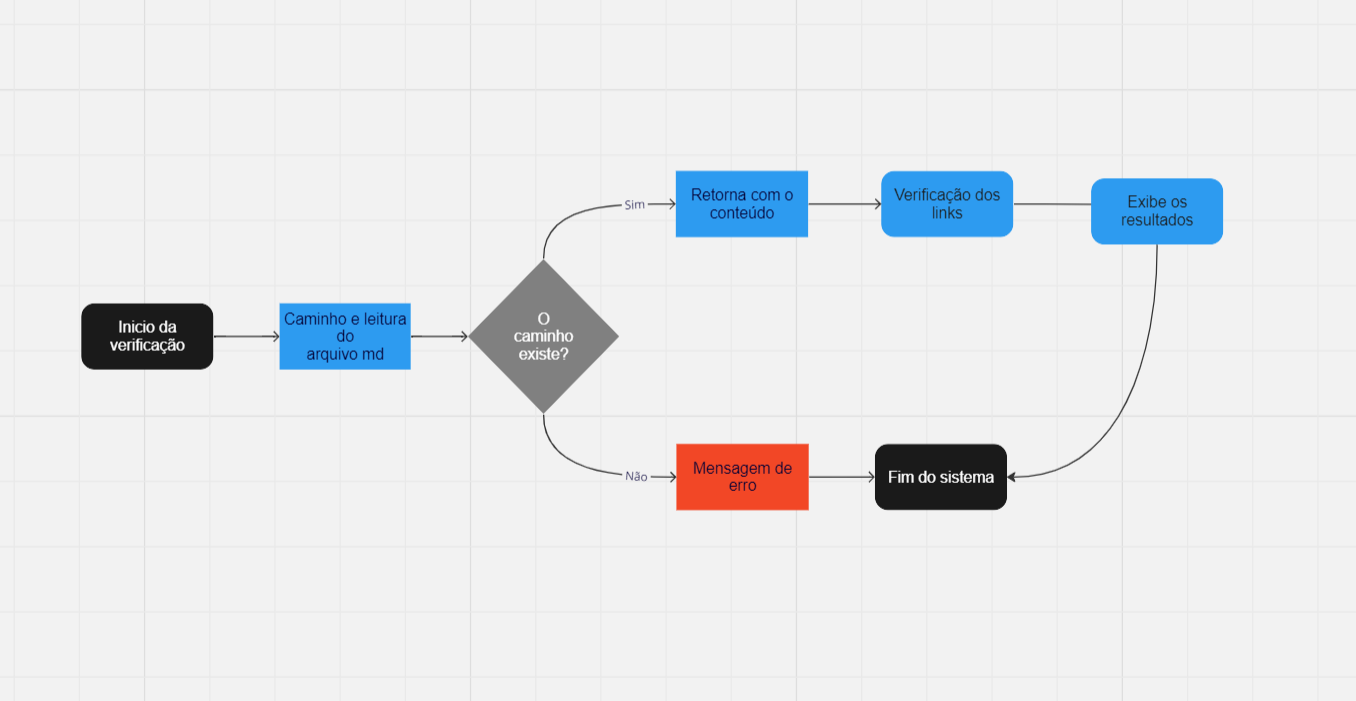 Inicio da
verificação
Caminho e leitura
do
arquivo md
O
caminho
existe?
Sim
Retorna com o
conteúdo
Verificação dos
links
Exibe os
resultados
Não
Mensagem de
erro
Fim do sistema